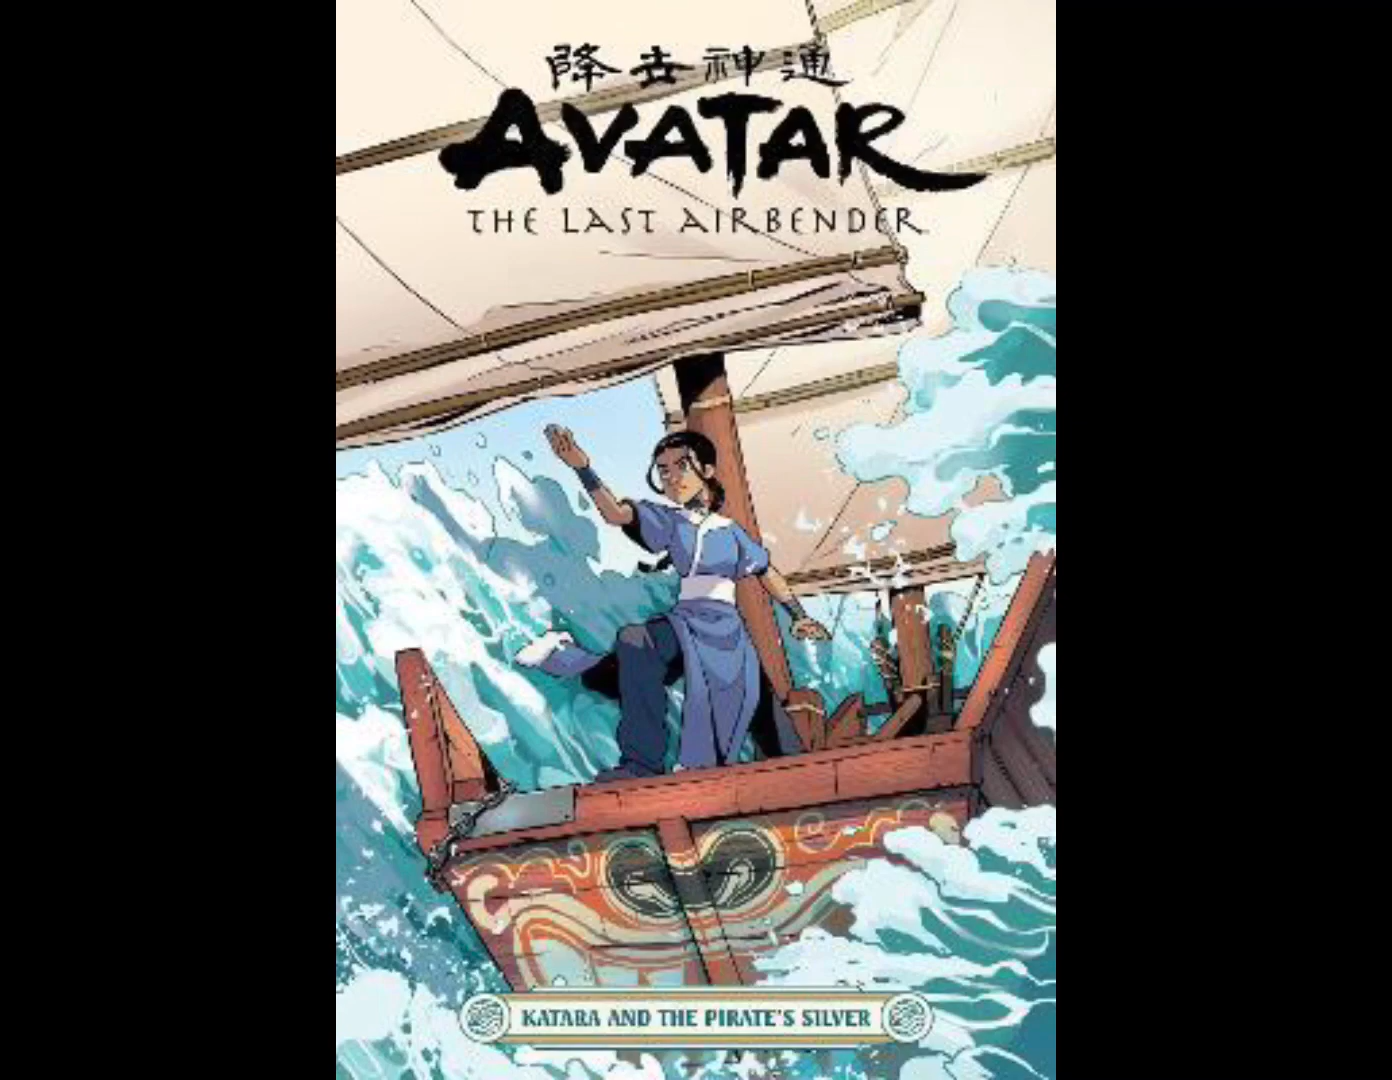 降去神通
AVATAR
THE LAST AIRBENDER
KATARA AND THE PIRATE'S SILVER